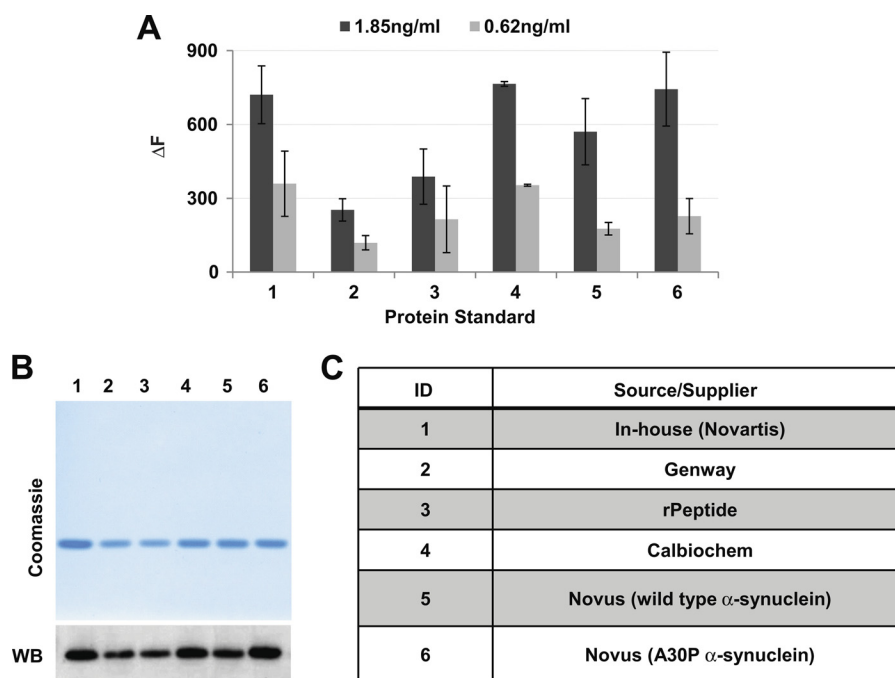 A
1.85ng/ml 0.62ng/ml
900
600
300
0
ΔF
1 2 3 4 5 6
Protein Standard
B
1 2 3 4 5 6
Coomassie
WB
C
ID Source/Supplier
1 In-house (Novartis)
2 Genway
3 rPeptide
4 Calbiochem
5 Novus (wild type α-synuclein)
6 Novus (A30P α-synuclein)